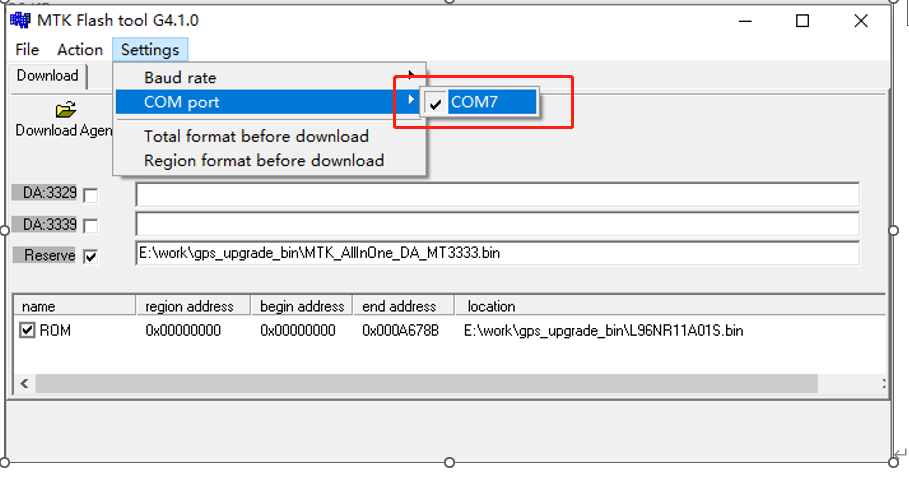 MTK Flash tool G4.1.0
File Action Settings
Download
Baud rate
COM port
COM7
Download Agen
Total format before download
Region format before download
DA:3329
DA:3339
Reserve E:\work\gps_upgrade_bin\MTK_AllInOne_DA_MT3333.bin
name region address begin address end address location
ROM 0x00000000 0x00000000 0x000A678B E:\work\gps_upgrade_bin\L96NR11A01S.bin